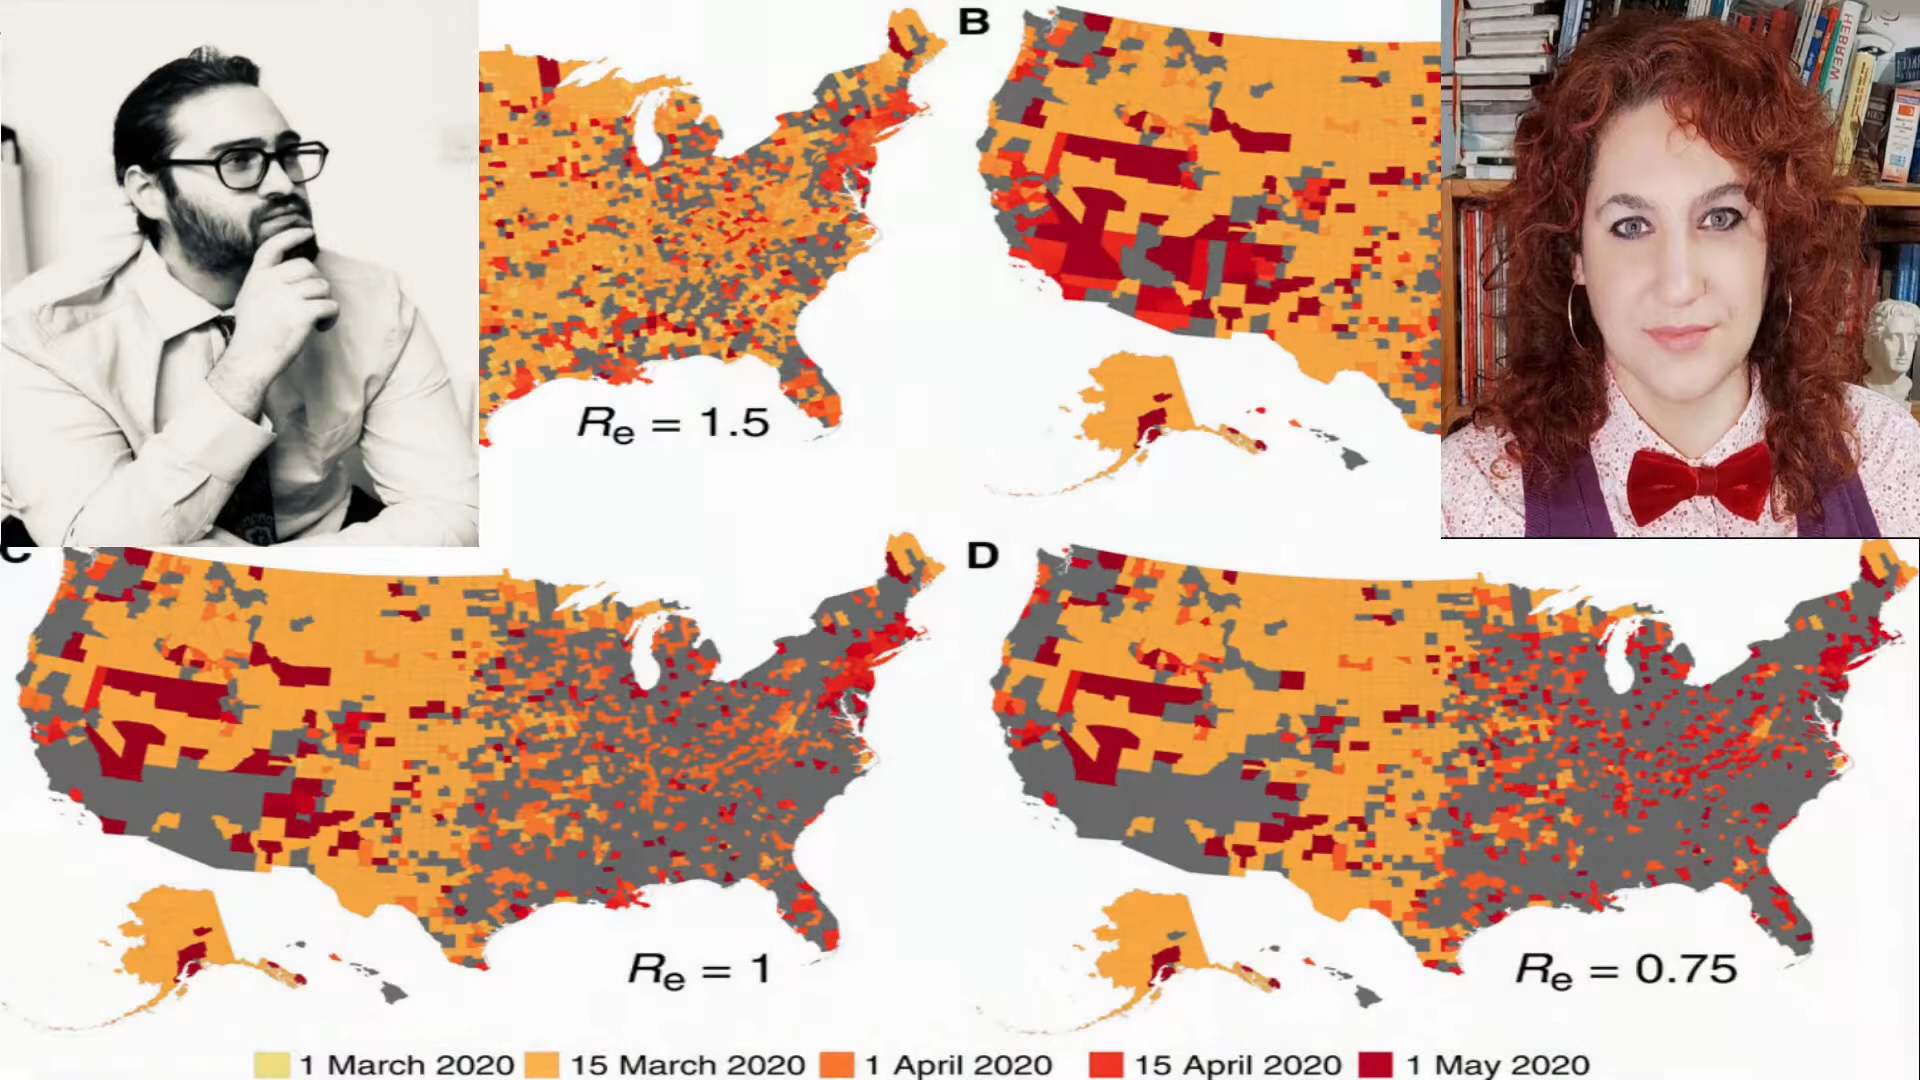 B
HEBREW
Re = 1.5
C
D
Re = 1
Re = 0.75
1 March 2020 15 March 2020 1 April 2020 15 April 2020 1 May 2020